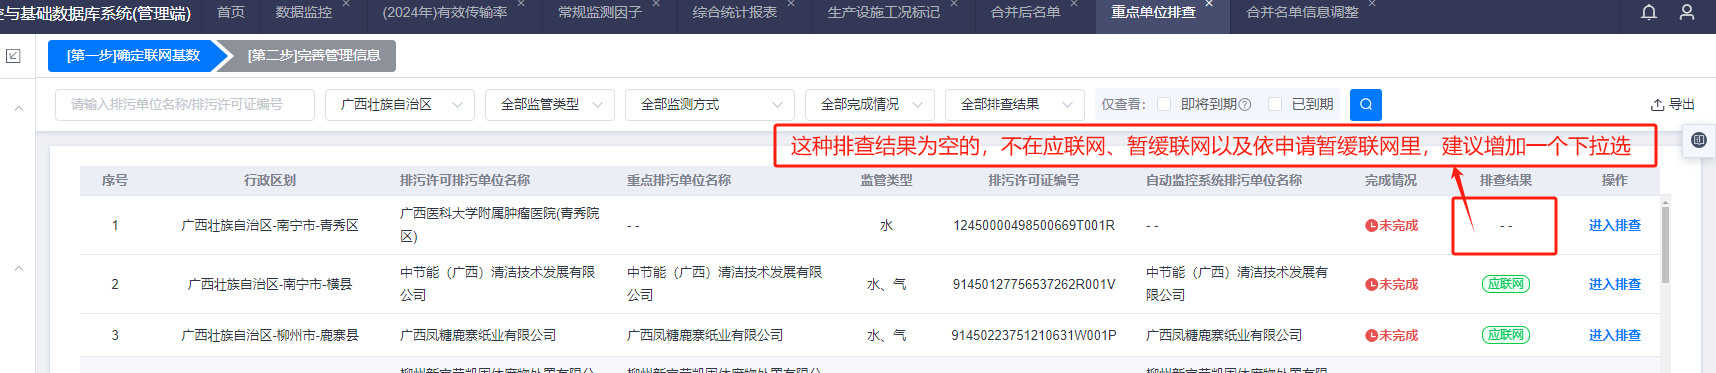 控与基础数据库系统(管理端) 首页 数据监控 (2024年)有效传输率 常规监测因子 综合统计报表 生产设施工况标记 合并后名单 重点单位排查 合并名单信息调整
[第一步]确定联网基数 [第二步]完善管理信息
请输入排污单位名称/排污许可证编号 广西壮族自治区 全部监管类型 全部监测方式 全部完成情况 全部排查结果 仅查看: 即将到期 已到期 导出
这种排查结果为空的，不在应联网、暂缓联网以及依申请暂缓联网里，建议增加一个下拉选
序号 行政区划 排污许可排污单位名称 重点排污单位名称 监管类型 排污许可证编号 自动监控系统排污单位名称 完成情况 排查结果 操作
1 广西壮族自治区-南宁市-青秀区 广西医科大学附属肿瘤医院(青秀院
区) - - 水 12450000498500669T001R - - 未完成 - - 进入排查
2 广西壮族自治区-南宁市-横县 中节能（广西）清洁技术发展有限
公司 中节能（广西）清洁技术发展有限
公司 水、气 91450127756537262R001V 中节能（广西）清洁技术发展有
限公司 未完成 应联网 进入排查
3 广西壮族自治区-柳州市-鹿寨县 广西凤糖鹿寨纸业有限公司 广西凤糖鹿寨纸业有限公司 水、气 91450223751210631W001P 广西凤糖鹿寨纸业有限公司 未完成 应联网 进入排查